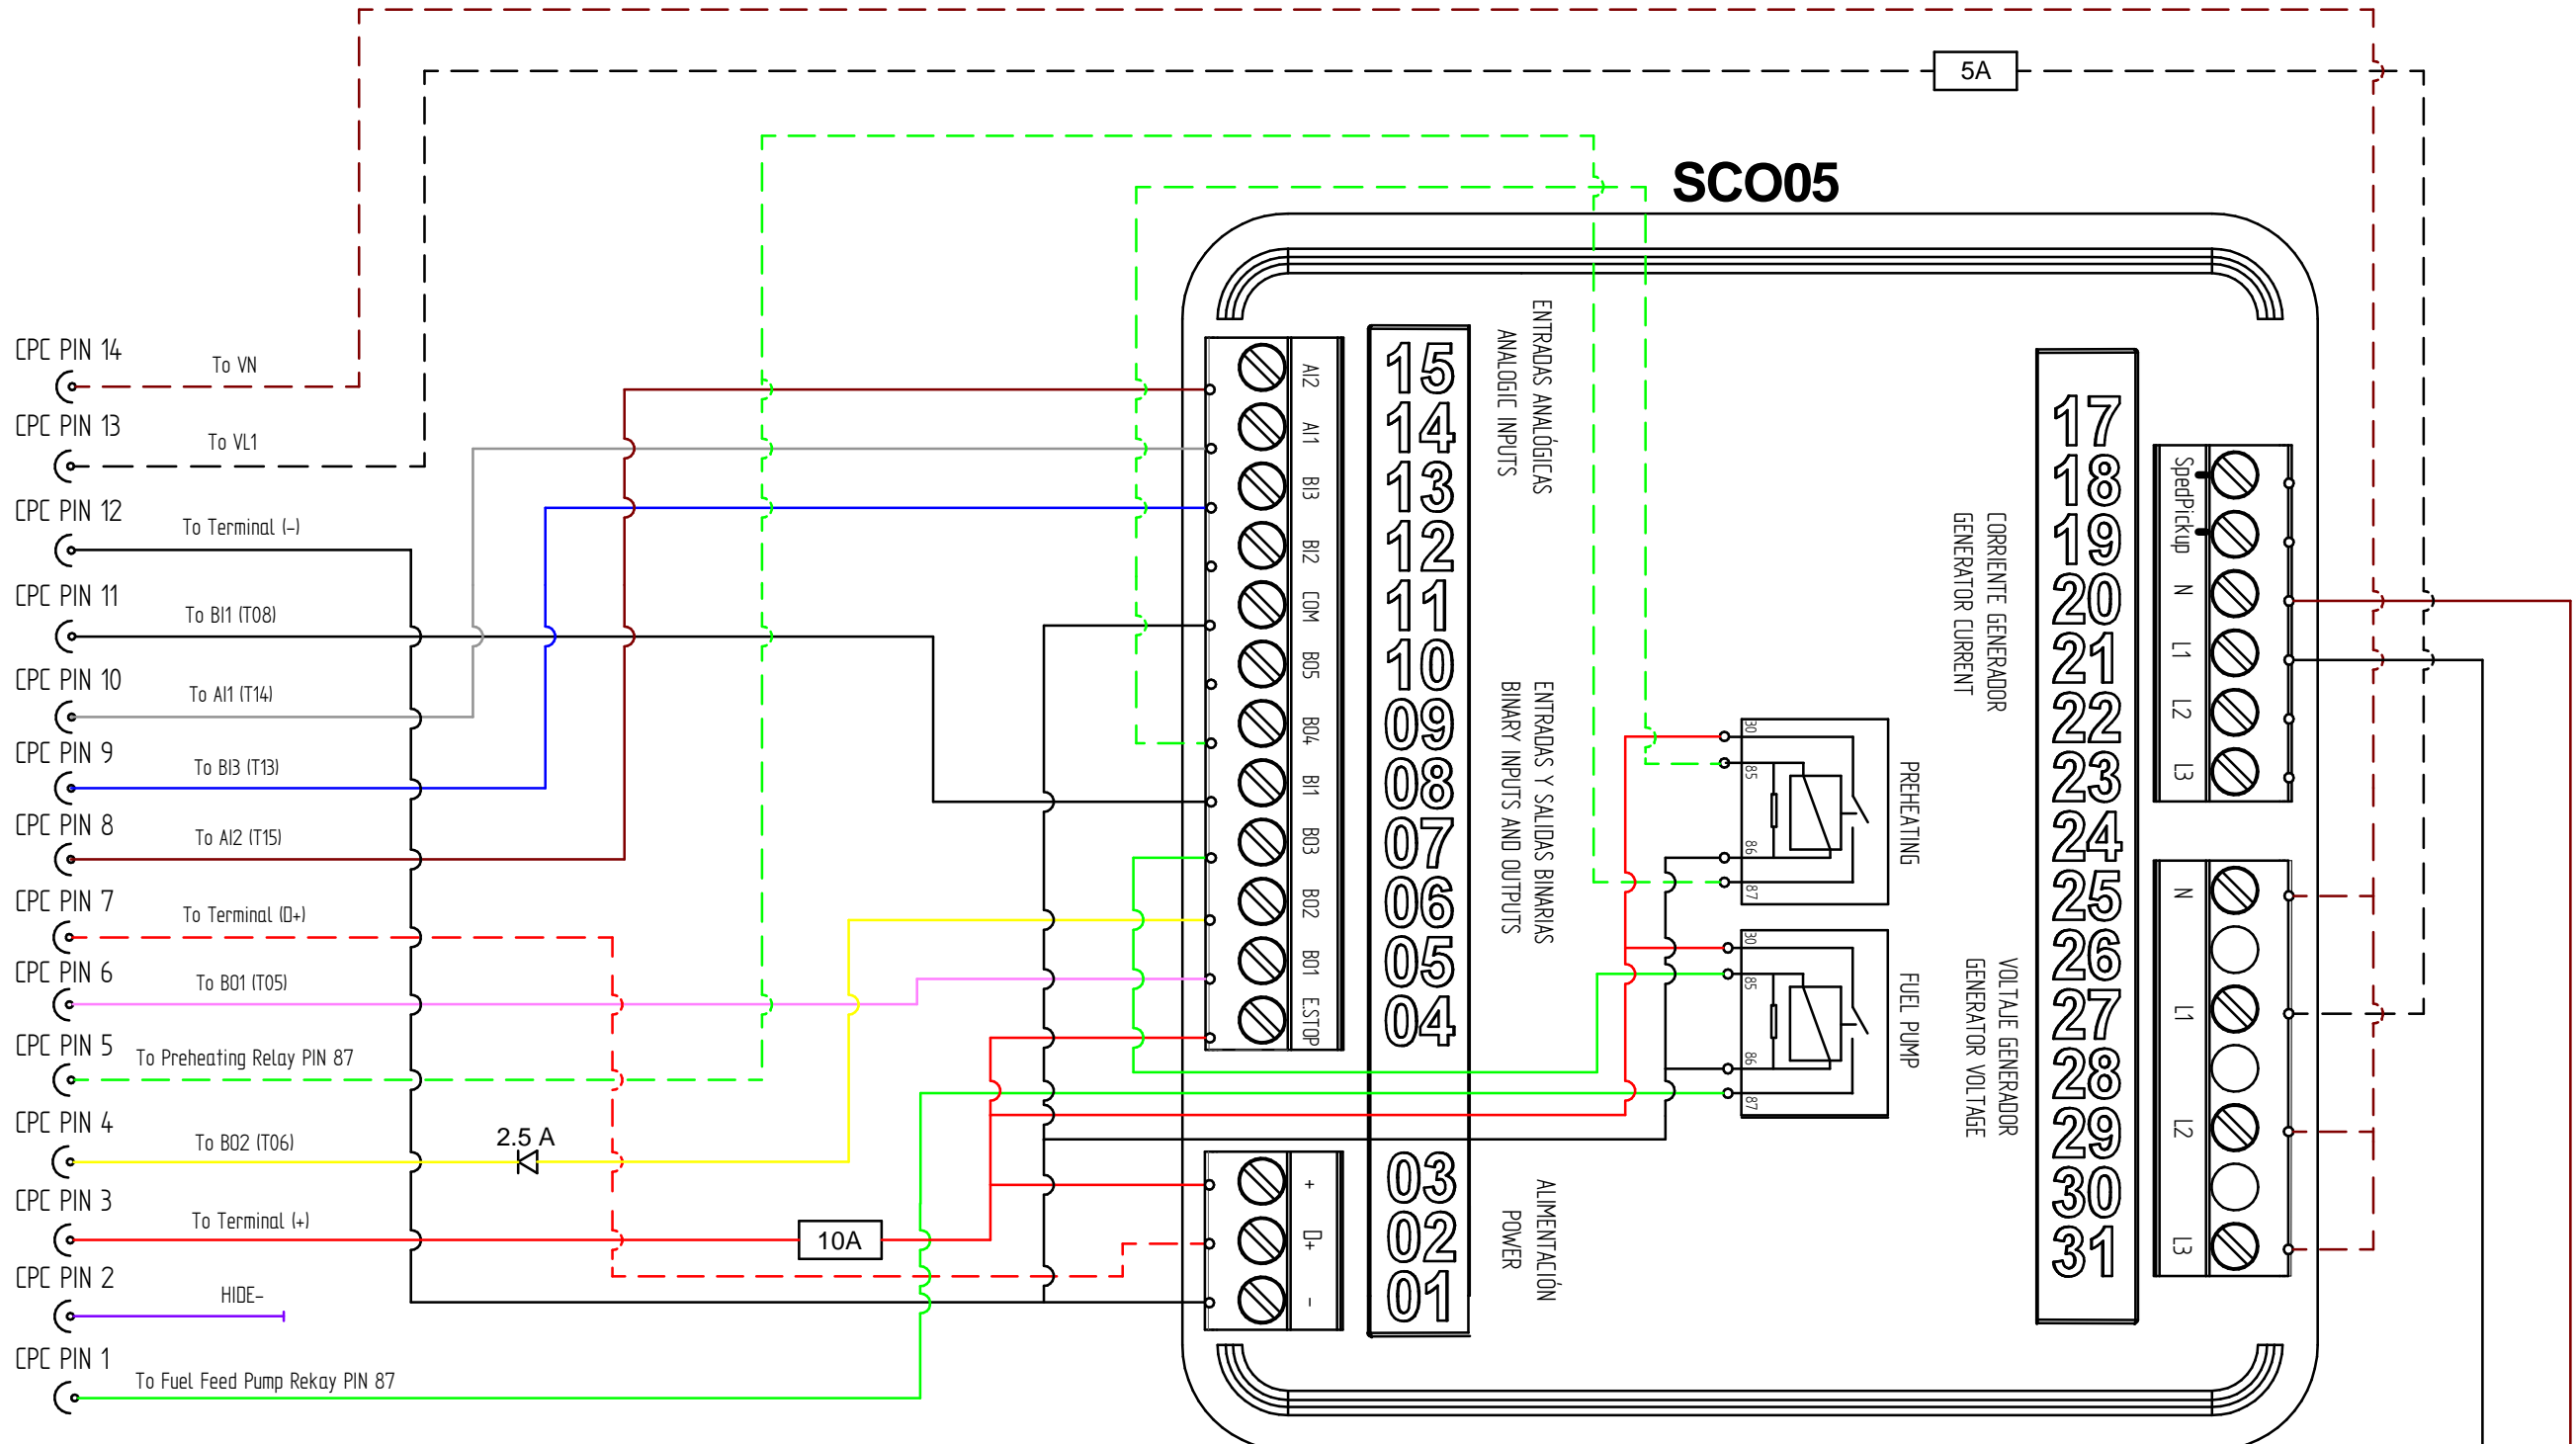 5A
SCO05
CPC PIN 14
To VN
CPC PIN 13
To VL1
CPC PIN 12
To Terminal (-)
CPC PIN 11
To BI1 (T08)
CPC PIN 10
To AI1 (T14)
CPC PIN 9
To BI3 (T13)
CPC PIN 8
To AI2 (T15)
CPC PIN 7
To Terminal (D+)
CPC PIN 6
To BO1 (T05)
CPC PIN 5
To Preheating Relay PIN 87
CPC PIN 4
To BO2 (T06)
2.5 A
CPC PIN 3
To Terminal (+)
10A
CPC PIN 2
HIDE-
CPC PIN 1
To Fuel Feed Pump Rekay PIN 87
AI2
AI1
BI3
BI2
COM
BO5
BO4
BI1
BO3
BO2
BO1
ESTOP
+
D+
-
15
14
13
12
11
10
09
08
07
06
05
04
03
02
01
ENTRADAS ANALÓGICAS
ANALOGIC INPUTS
ENTRADAS Y SALIDAS BINARIAS
BINARY INPUTS AND OUTPUTS
ALIMENTACIÓN
POWER
30
85
86
87
PREHEATING
30
85
86
87
FUEL PUMP
CORRIENTE GENERADOR
GENERATOR CURRENT
VOLTAJE GENERADOR
GENERATOR VOLTAGE
17
18
19
20
21
22
23
24
25
26
27
28
29
30
31
SpedPickup
N
L1
L2
L3
N
L1
L2
L3